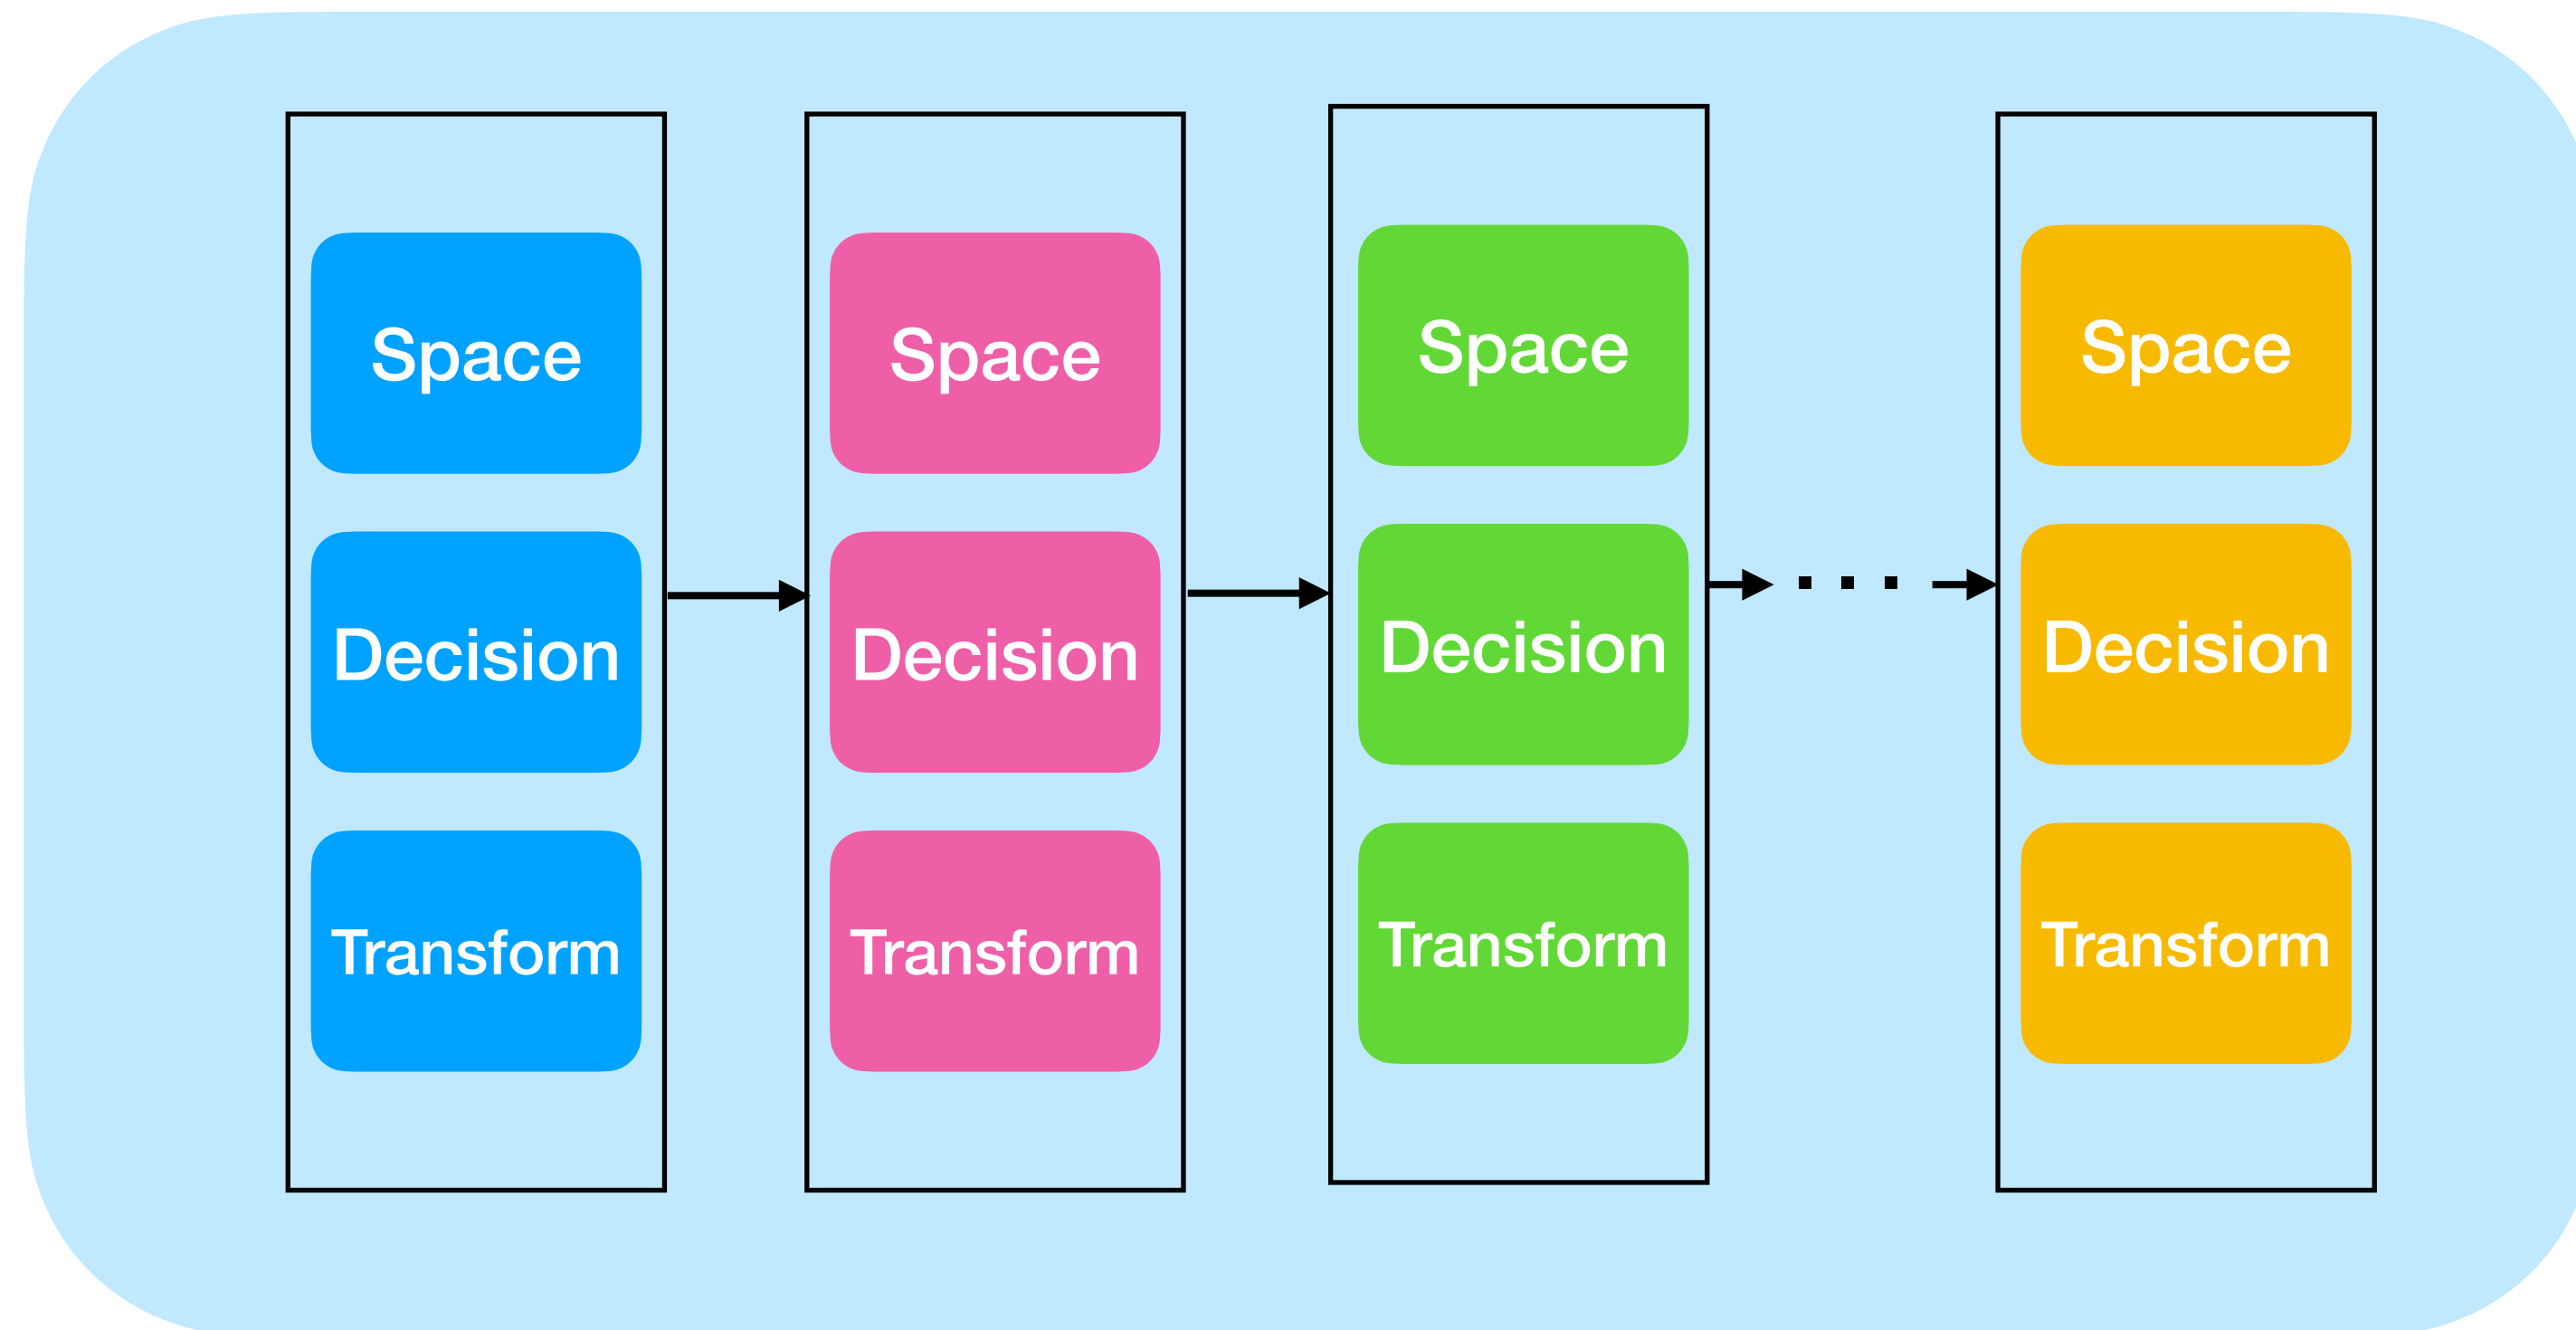 Space
Decision
Transform
Space
Decision
Transform
Space
Decision
Transform
. . .
Space
Decision
Transform